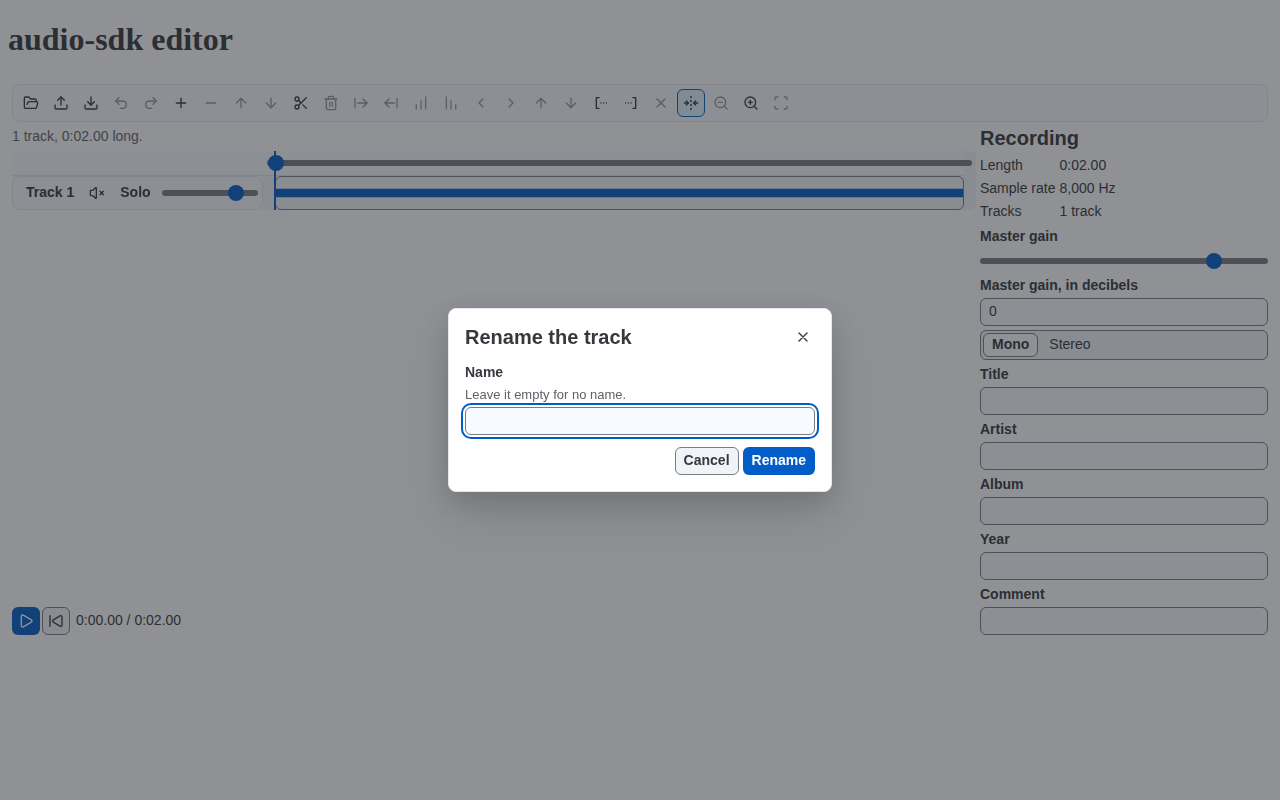 audio-sdk editor
1 track, 0:02.00 long.
Track 1 Solo
Recording
Length 0:02.00
Sample rate 8,000 Hz
Tracks 1 track
Master gain
Master gain, in decibels
0
Mono Stereo
Title
Artist
Album
Year
Comment
Rename the track
Name
Leave it empty for no name.
Cancel Rename
0:00.00 / 0:02.00